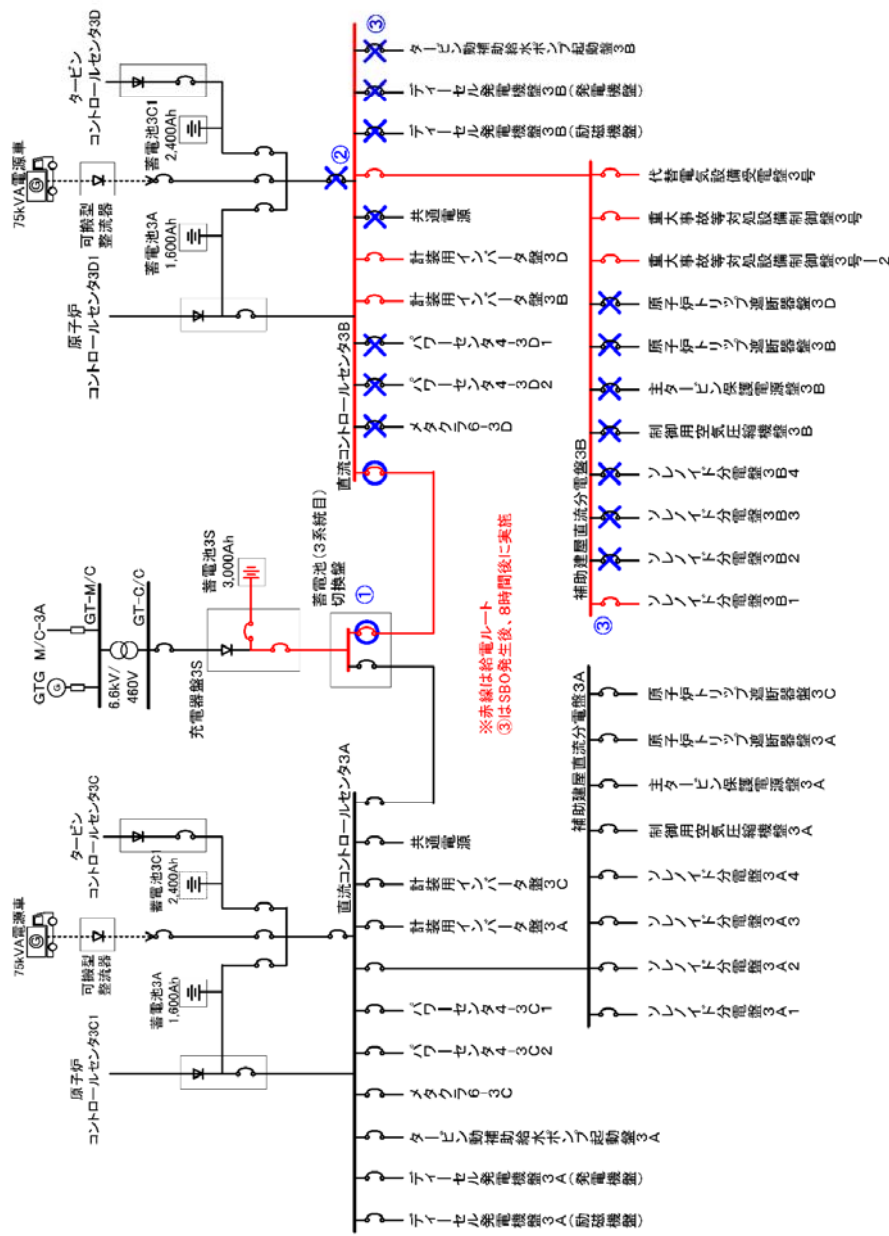 75kVA電源車
可搬型
整流器
原子炉
コントロールセンタ3C1
タービン
コントロールセンタ3C
蓄電池3A
1,600Ah
蓄電池3C1
2,400Ah
直流コントロールセンタ3A
ディーゼル発電機盤3A(励磁機盤)
ディーゼル発電機盤3A(発電機盤)
タービン動補助給水ポンプ起動盤3A
メタクラ6-3C
パワーセンタ4-3C2
パワーセンタ4-3C1
計装用インバータ盤3A
計装用インバータ盤3C
共通電源
補助建屋直流分電盤3A
ソレノイド分電盤3A1
ソレノイド分電盤3A2
ソレノイド分電盤3A3
ソレノイド分電盤3A4
制御用空気圧縮機盤3A
主タービン保護電源盤3A
原子炉トリップ遮断器盤3A
原子炉トリップ遮断器盤3C
GTG
G
M/C-3A
GT-M/C
6.6kV/
460V
GT-C/C
充電器盤3S
蓄電池3S
3,000Ah
蓄電池(3系統目)
切換盤
①
※赤線は給電ルート
③はSBO発生後、8時間後に実施
75kVA電源車
可搬型
整流器
原子炉
コントロールセンタ3D1
タービン
コントロールセンタ3D
蓄電池3A
1,600Ah
蓄電池3C1
2,400Ah
②
③
直流コントロールセンタ3B
メタクラ6-3D
パワーセンタ4-3D2
パワーセンタ4-3D1
計装用インバータ盤3B
計装用インバータ盤3D
共通電源
ディーゼル発電機盤3B(励磁機盤)
ディーゼル発電機盤3B(発電機盤)
タービン動補助給水ポンプ起動盤3B
③
補助建屋直流分電盤3B
ソレノイド分電盤3B1
ソレノイド分電盤3B2
ソレノイド分電盤3B3
ソレノイド分電盤3B4
制御用空気圧縮機盤3B
主タービン保護電源盤3B
原子炉トリップ遮断器盤3B
原子炉トリップ遮断器盤3D
重大事故等対処設備制御盤3号－2
重大事故等対処設備制御盤3号
代替電気設備受電盤3号